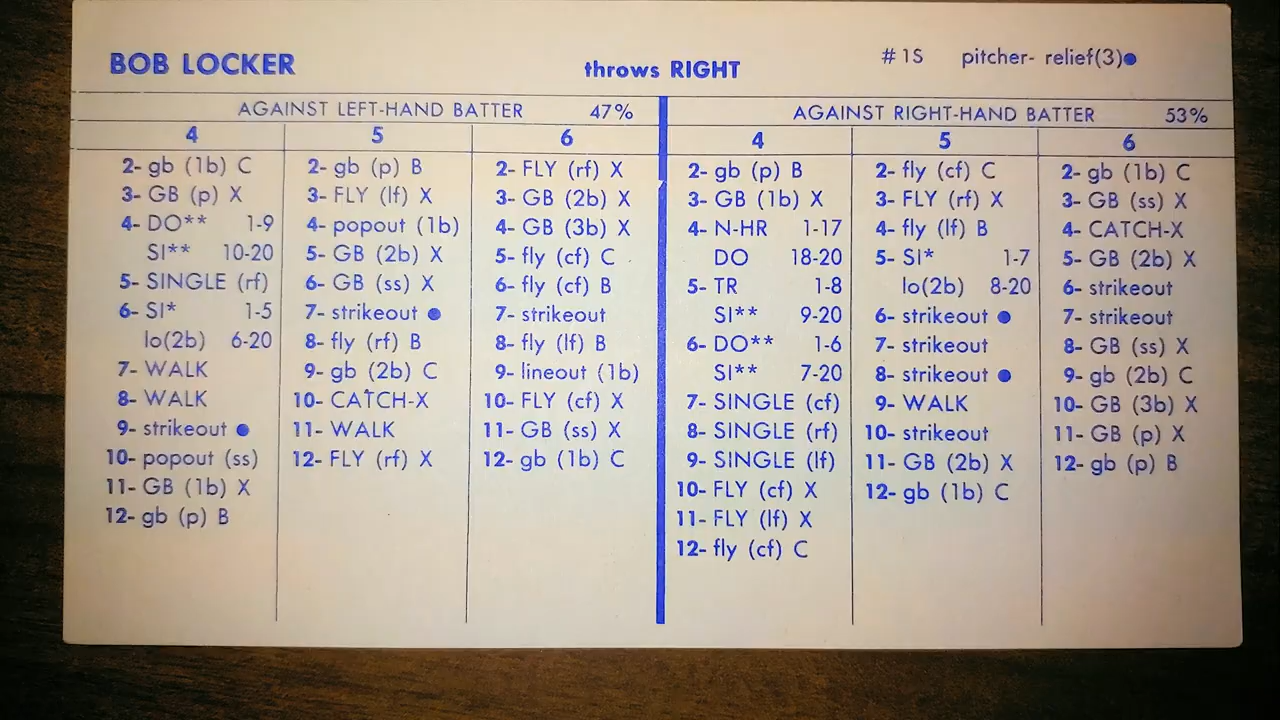 BOB LOCKER throws RIGHT #1S pitcher- relief(3)●
AGAINST LEFT-HAND BATTER 47%
4
2- gb (1b) C
3- GB (p) X
4- DO** 1-9
SI** 10-20
5- SINGLE (rf)
6- SI* 1-5
lo(2b) 6-20
7- WALK
8- WALK
9- strikeout ●
10- popout (ss)
11- GB (1b) X
12- gb (p) B
5
2- gb (p) B
3- FLY (lf) X
4- popout (1b)
5- GB (2b) X
6- GB (ss) X
7- strikeout ●
8- fly (rf) B
9- gb (2b) C
10- CATCH-X
11- WALK
12- FLY (rf) X
6
2- FLY (rf) X
3- GB (2b) X
4- GB (3b) X
5- fly (cf) C
6- fly (cf) B
7- strikeout
8- fly (lf) B
9- lineout (1b)
10- FLY (cf) X
11- GB (ss) X
12- gb (1b) C
AGAINST RIGHT-HAND BATTER 53%
4
2- gb (p) B
3- GB (1b) X
4- N-HR 1-17
DO 18-20
5- TR 1-8
SI** 9-20
6- DO** 1-6
SI** 7-20
7- SINGLE (cf)
8- SINGLE (rf)
9- SINGLE (lf)
10- FLY (cf) X
11- FLY (lf) X
12- fly (cf) C
5
2- fly (cf) C
3- FLY (rf) X
4- fly (lf) B
5- SI* 1-7
lo(2b) 8-20
6- strikeout ●
7- strikeout
8- strikeout ●
9- WALK
10- strikeout
11- GB (2b) X
12- gb (1b) C
6
2- gb (1b) C
3- GB (ss) X
4- CATCH-X
5- GB (2b) X
6- strikeout
7- strikeout
8- GB (ss) X
9- gb (2b) C
10- GB (3b) X
11- GB (p) X
12- gb (p) B